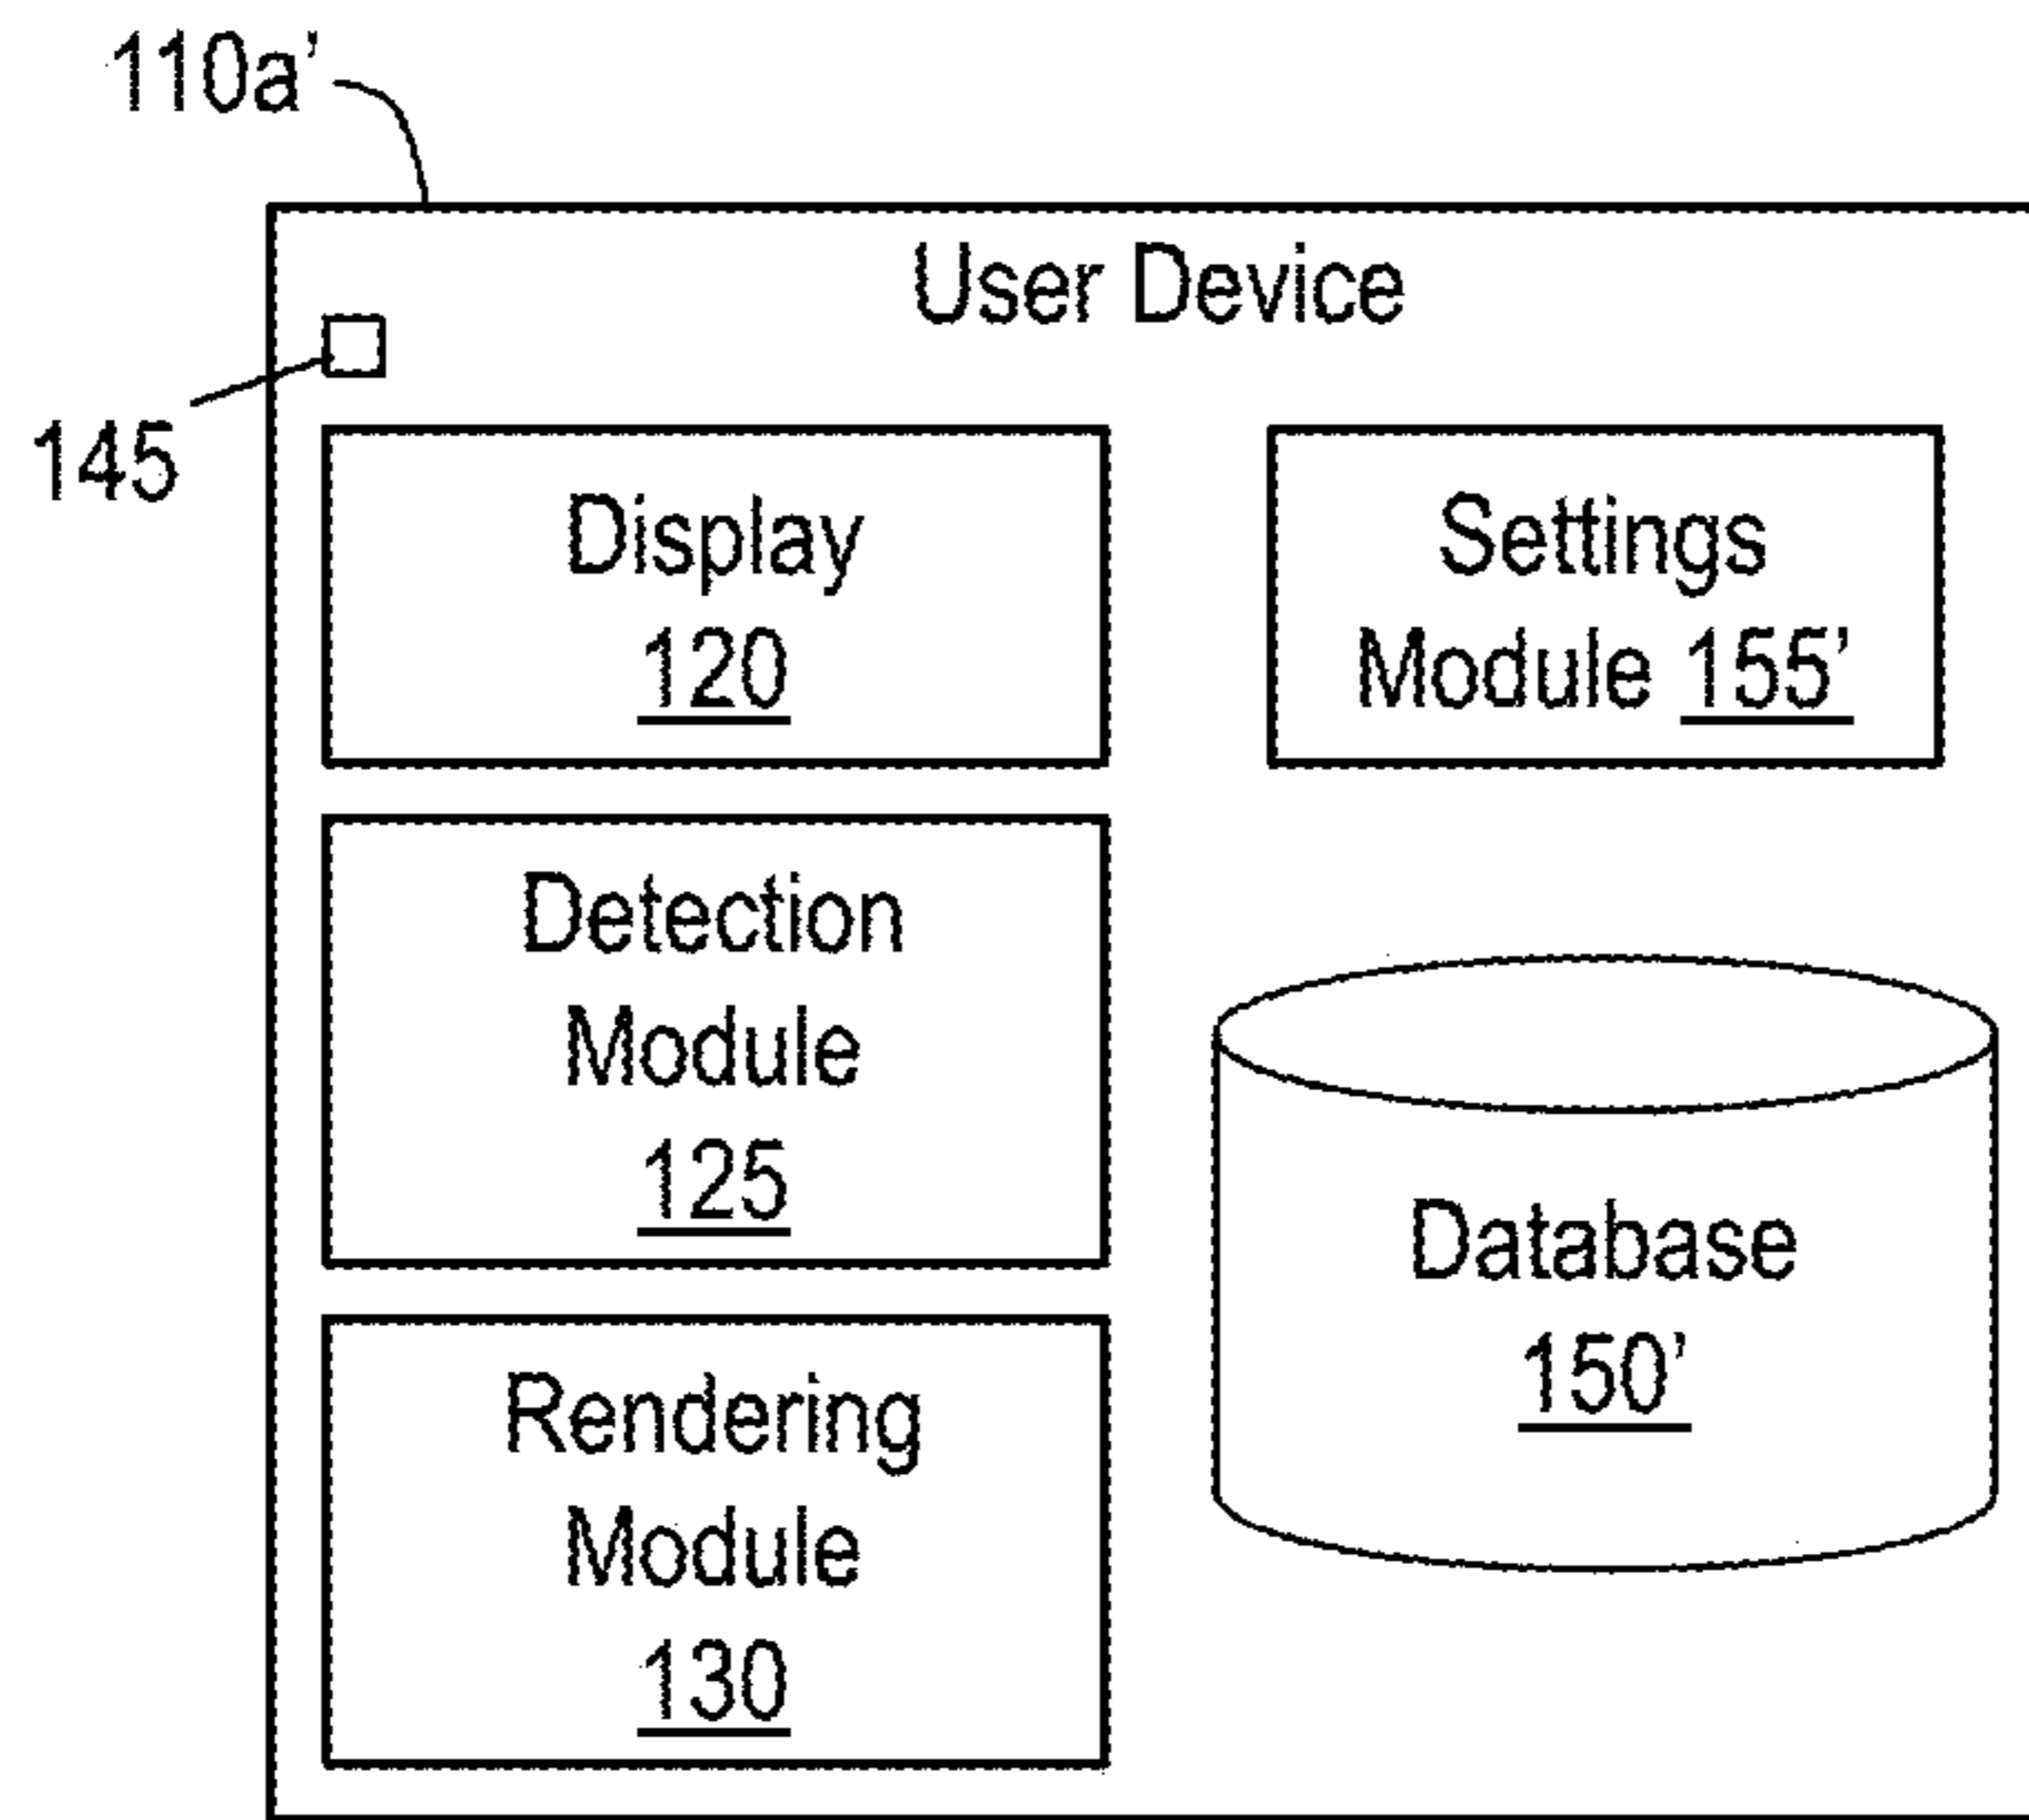 110a’
User Device
145
Display
120
Settings
Module 155’
Detection
Module
125
Database
150’
Rendering
Module
130